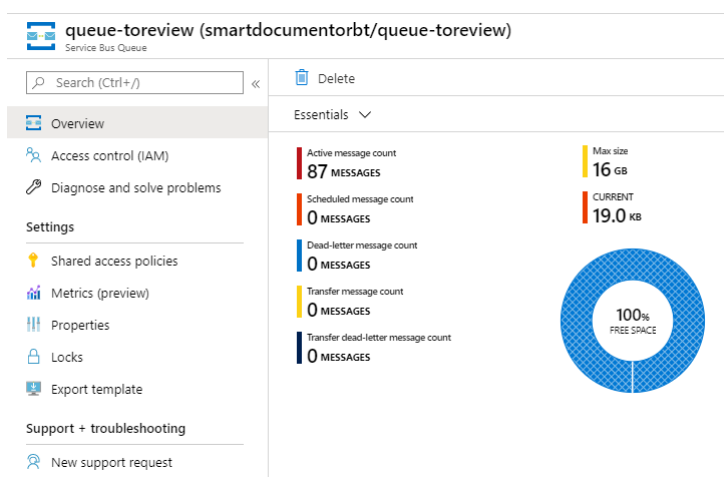 queue-toreview (smartdocumentorbt/queue-toreview)
Service Bus Queue
Search (Ctrl+/)
«
Delete
Essentials
Overview
Access control (IAM)
Diagnose and solve problems
Settings
Shared access policies
Metrics (preview)
Properties
Locks
Export template
Support + troubleshooting
New support request
Active message count
87 MESSAGES
Scheduled message count
0 MESSAGES
Dead-letter message count
0 MESSAGES
Transfer message count
0 MESSAGES
Transfer dead-letter message count
0 MESSAGES
Max size
16 GB
CURRENT
19.0 KB
100%
FREE SPACE